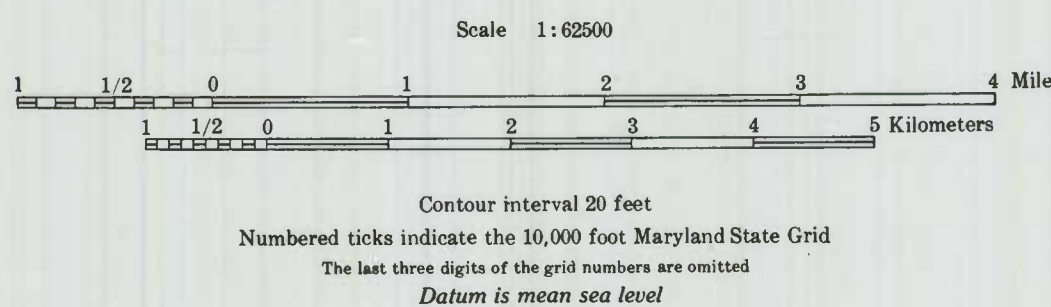 Scale 1:62500
1 1/2 0 1 2 3 4 Mile
1 1/2 0 1 2 3 4 5 Kilometers
Contour interval 20 feet
Numbered ticks indicate the 10,000 foot Maryland State Grid
The last three digits of the grid numbers are omitted
Datum is mean sea level